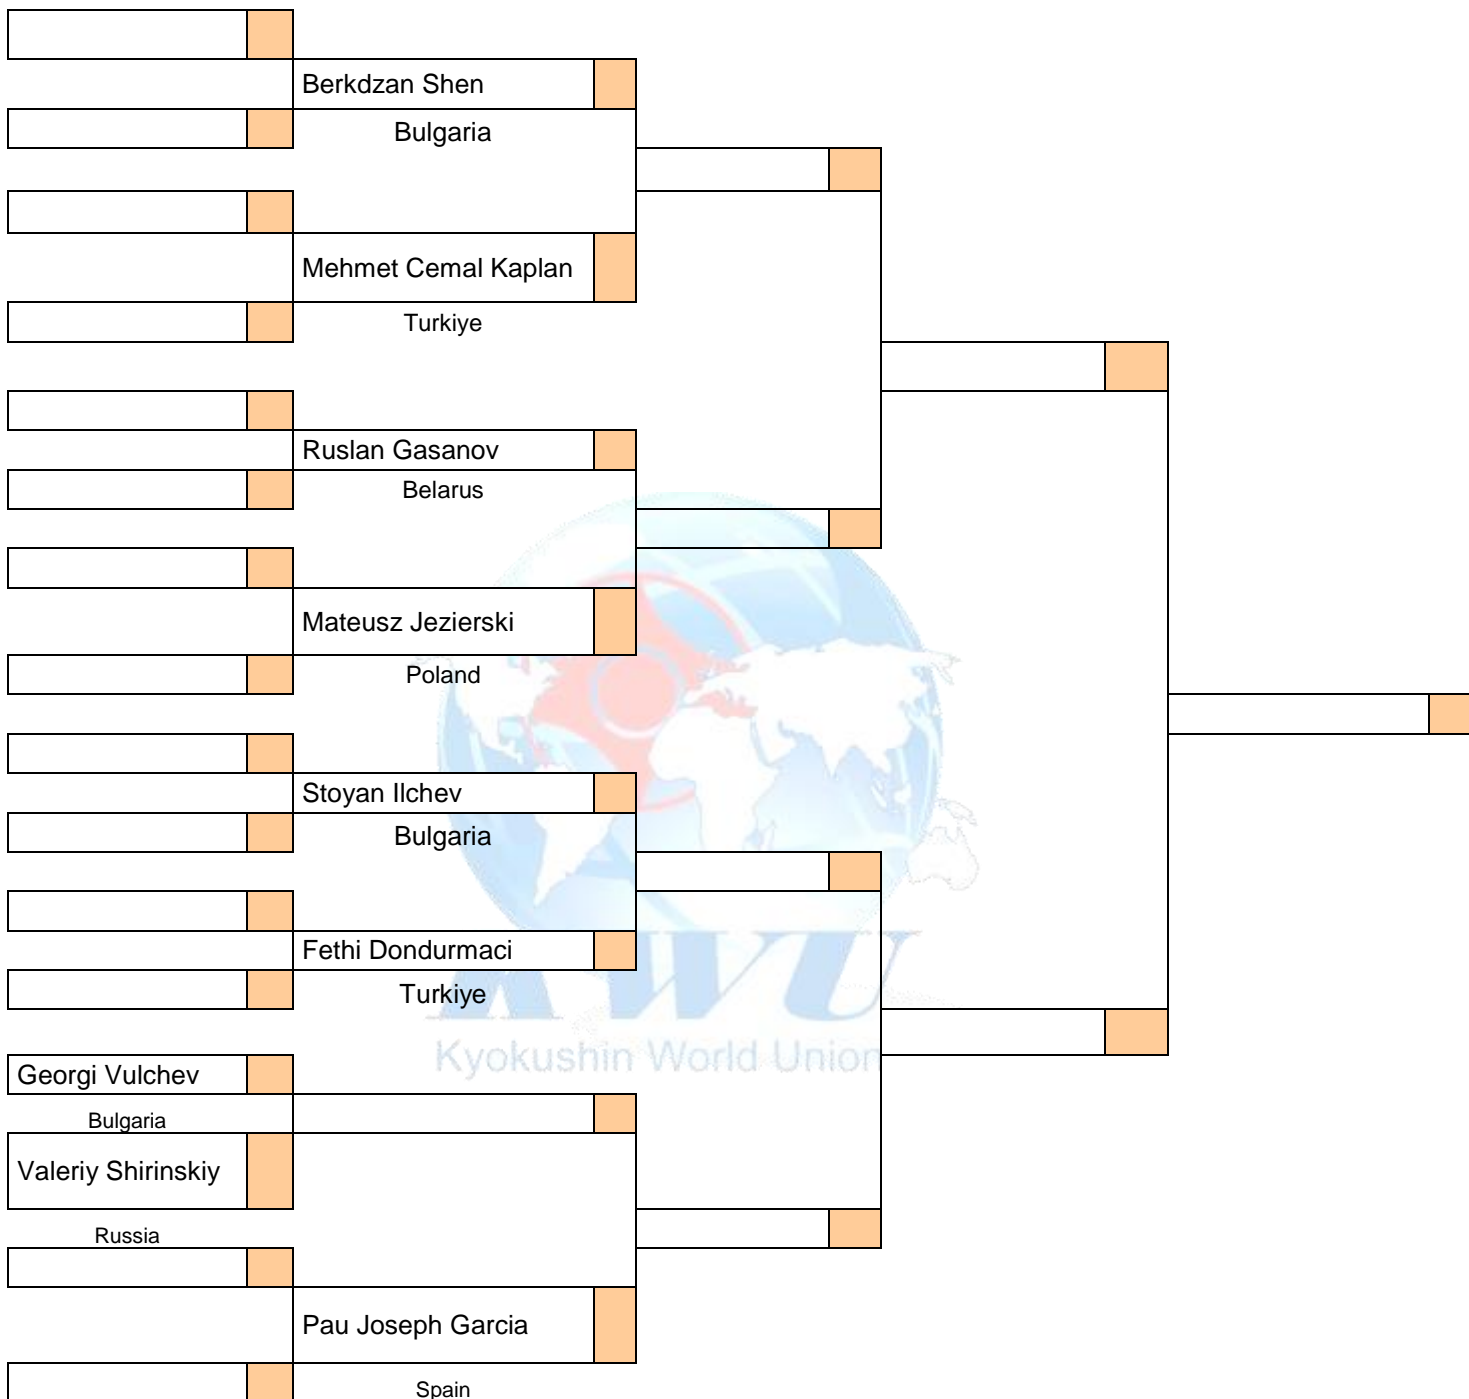 Berkdzan Shen
Bulgaria
Mehmet Cemal Kaplan
Turkiye
Ruslan Gasanov
Belarus
Mateusz Jezierski
Poland
Stoyan Ilchev
Bulgaria
Fethi Dondurmaci
Turkiye
KWU
Kyokushin World Union
Georgi Vulchev
Bulgaria
Valeriy Shirinskiy
Russia
Pau Joseph Garcia
Spain